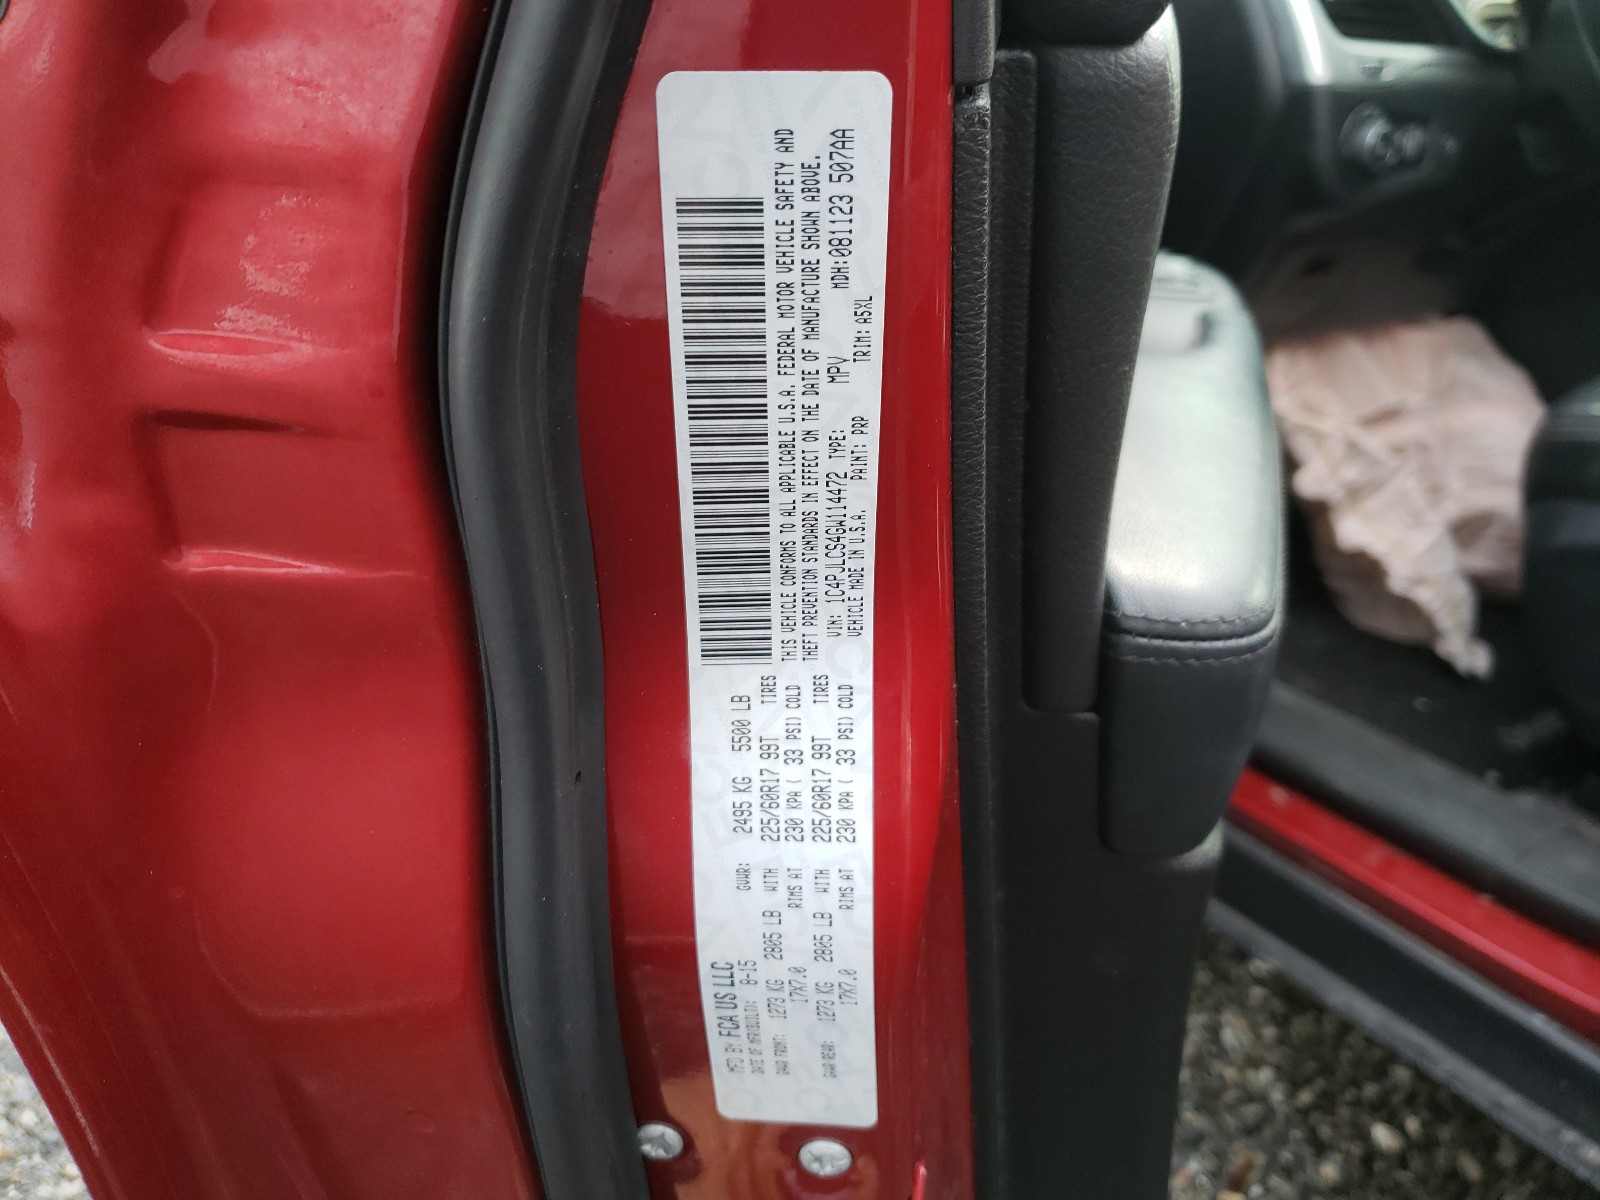 MFD BY FCA US LLC
DATE OF MFR(BUILT): 8-15 GVWR: 2495 KG 5500 LB
GAWR FRONT: 1273 KG 2805 LB WITH 225/60R17 99T TIRES
17X7.0 RIMS AT 230 KPA ( 33 PSI) COLD
GAWR REAR: 1273 KG 2805 LB WITH 225/60R17 99T TIRES
17X7.0 RIMS AT 230 KPA ( 33 PSI) COLD
THIS VEHICLE CONFORMS TO ALL APPLICABLE U.S.A. FEDERAL MOTOR VEHICLE SAFETY AND
THEFT PREVENTION STANDARDS IN EFFECT ON THE DATE OF MANUFACTURE SHOWN ABOVE.
VIN: 1C4PJLCS4GW114472 TYPE: MPV MDH:081123 507AA
VEHICLE MADE IN U.S.A. PAINT: PRP TRIM: A5XL